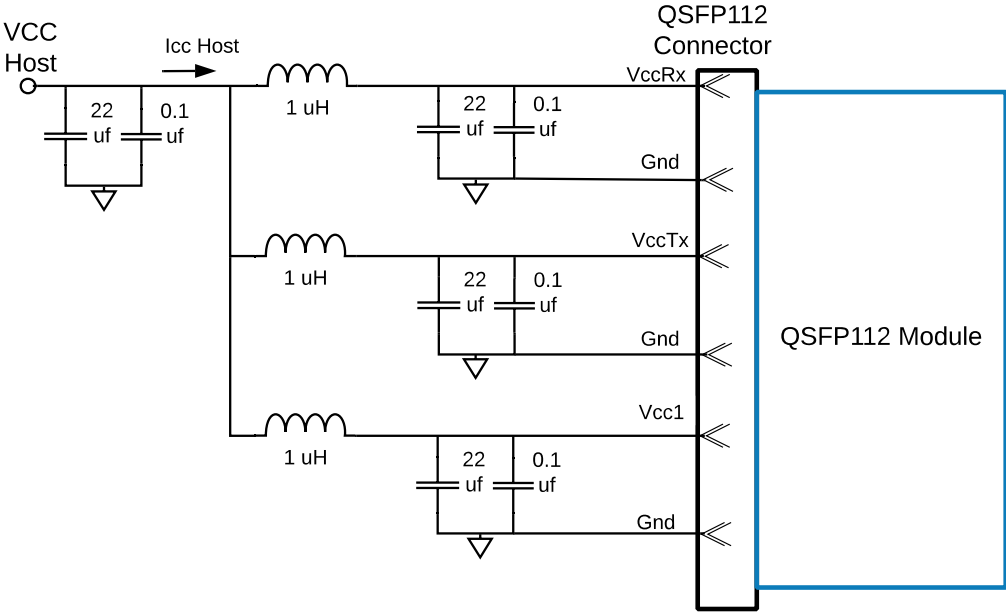 QSFP112
Connector
VCC
Host
Icc Host
VccRx
22
uf
0.1
uf
1 uH
22
uf
0.1
uf
Gnd
VccTx
1 uH
22
uf
0.1
uf
Gnd
QSFP112 Module
Vcc1
1 uH
22
uf
0.1
uf
Gnd